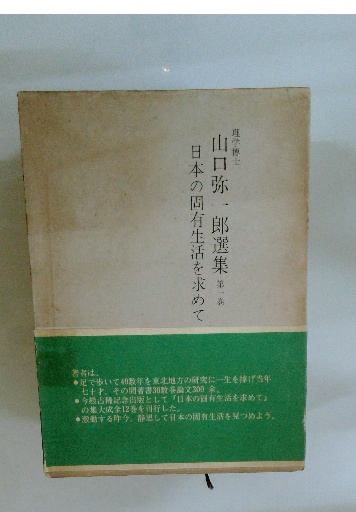 理学博士
山口弥一郎選集 第一巻
日本の固有生活を求めて
著者は。
●足で歩いて40数年を東北地方の研究に一生を捧げ当年
七十才。その間著書30数巻論文300 余。
●今般古稀記念出版として『日本の固有生活を求めて』
の集大成全12巻を刊行した。
●激動する昨今、静思して日本の固有生活を見つめよう。